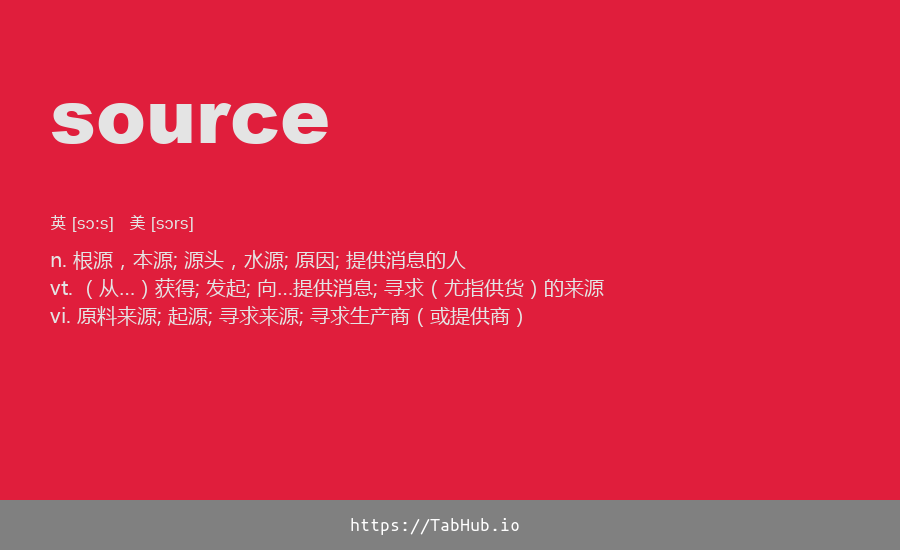 source
英 [sɔːs] 美 [sɔrs]
n. 根源，本源; 源头，水源; 原因; 提供消息的人
vt. （从…）获得; 发起; 向…提供消息; 寻求（尤指供货）的来源
vi. 原料来源; 起源; 寻求来源; 寻求生产商（或提供商）
https://TabHub.io